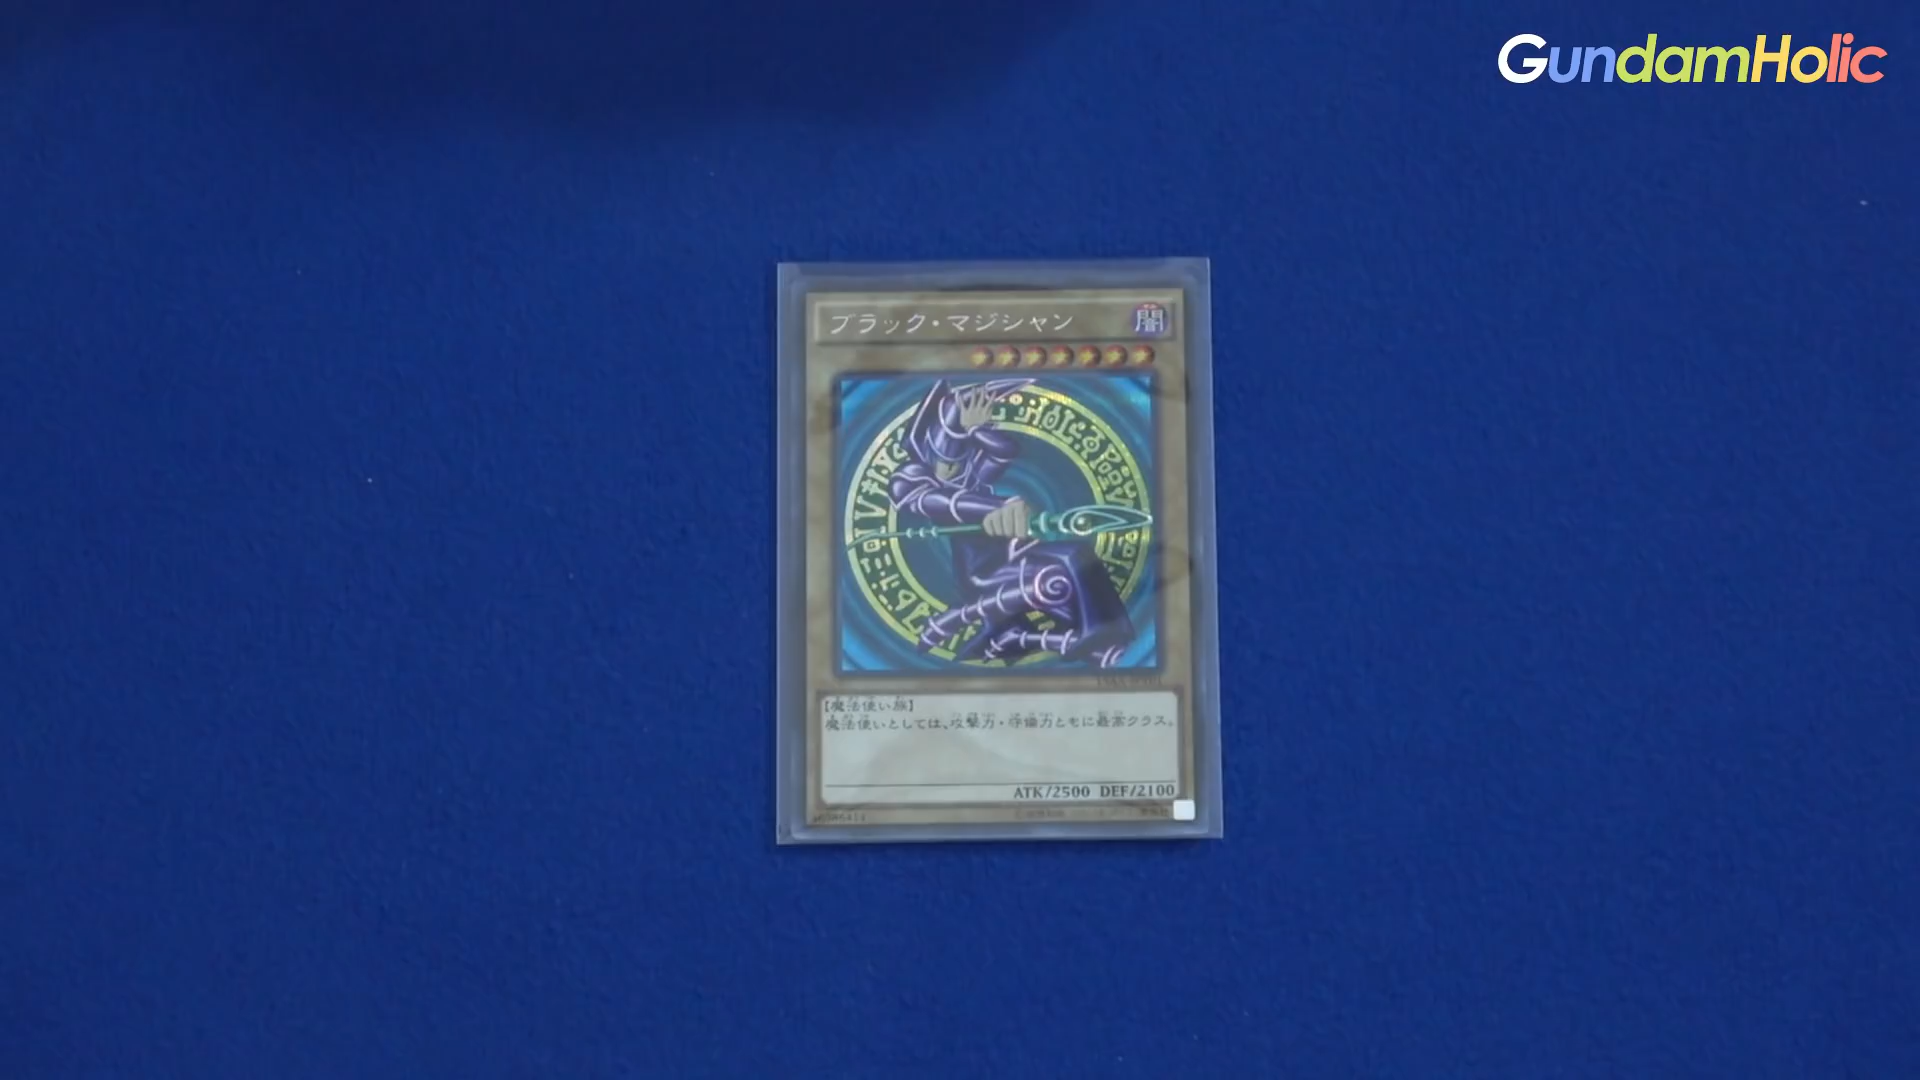 GundamHolic
ブラック・マジシャン
闇
【魔法使い族】
魔法使いとしては、攻撃力・守備力ともに最高クラス。
ATK/2500 DEF/2100